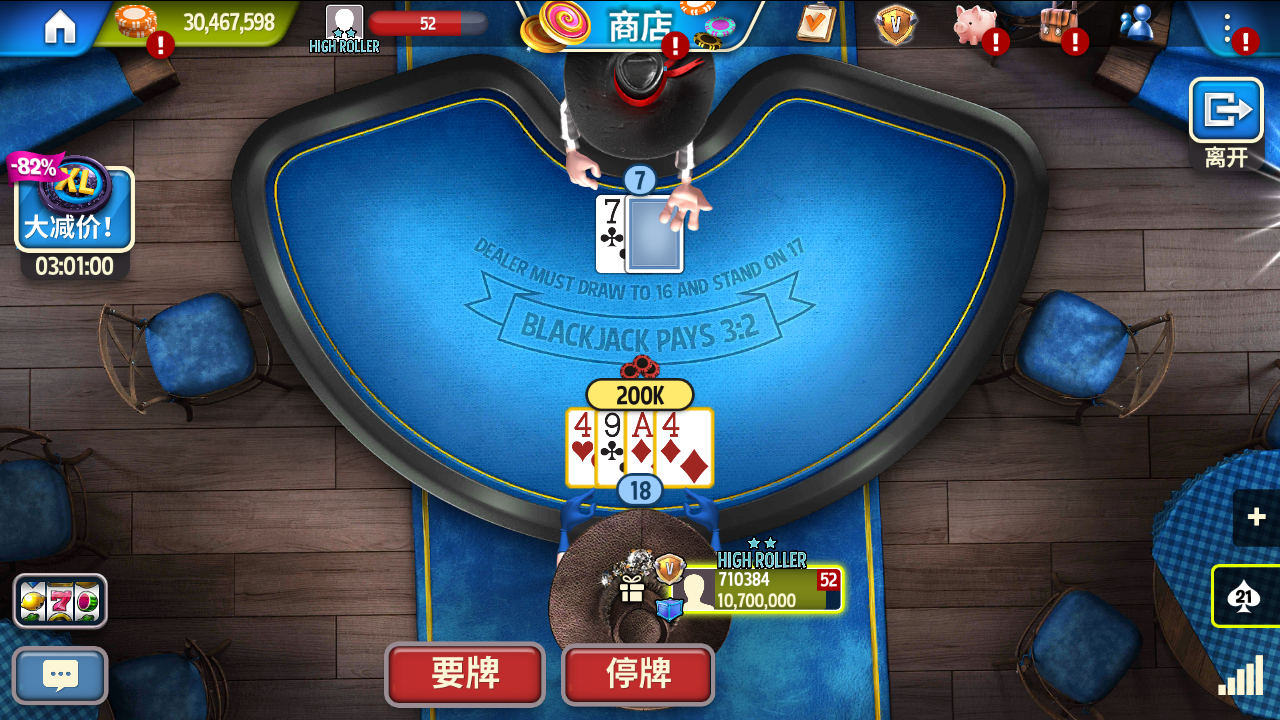 30,467,598
!
HIGH ROLLER
52
商店
!
V
!
!
!
-82%
XL
大减价!
03:01:00
离开
7
7
DEALER MUST DRAW TO 16 AND STAND ON 17
BLACKJACK PAYS 3:2
200K
4 9 A 4
18
HIGH ROLLER
V
710384
52
10,700,000
+
7
21
要牌
停牌